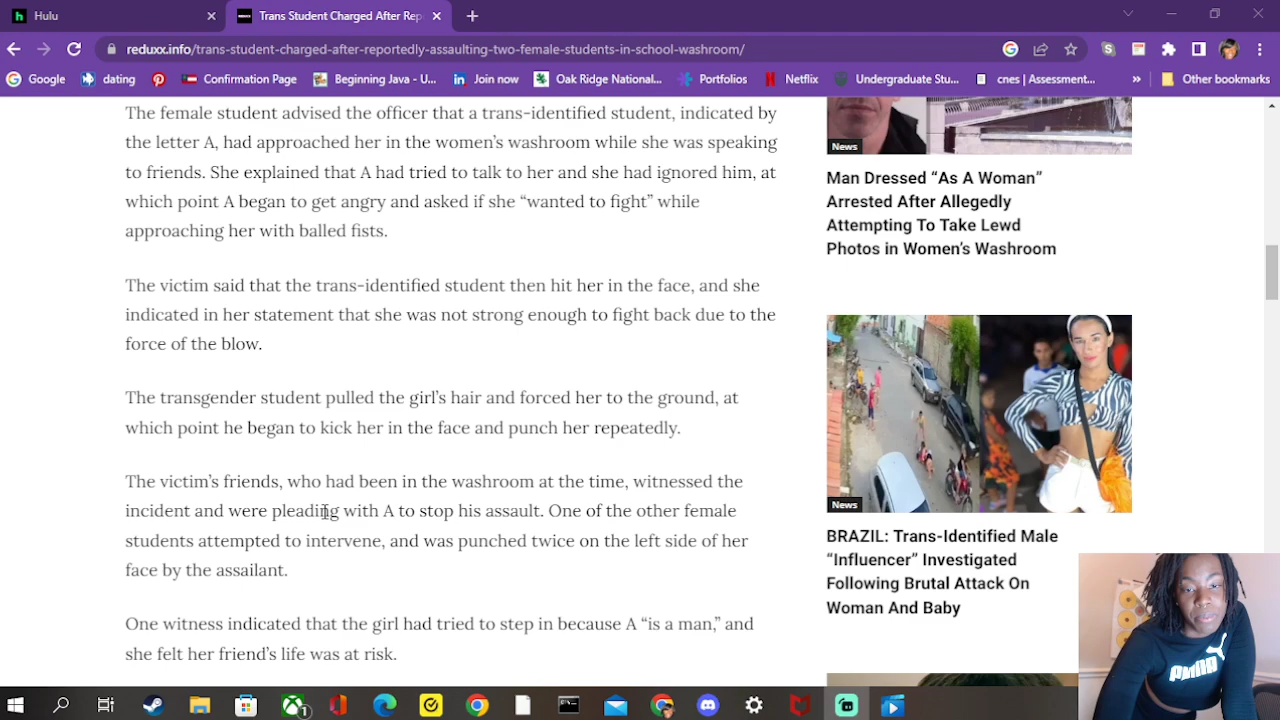 Hulu
Trans Student Charged After Rep
reduxx.info/trans-student-charged-after-reportedly-assaulting-two-female-students-in-school-washroom/
Google
dating
Confirmation Page
Beginning Java - U...
Join now
Oak Ridge National...
Portfolios
Netflix
Undergraduate Stu...
cnes | Assessment...
»
Other bookmarks
The female student advised the officer that a trans-identified student, indicated by
the letter A, had approached her in the women's washroom while she was speaking
to friends. She explained that A had tried to talk to her and she had ignored him, at
which point A began to get angry and asked if she “wanted to fight” while
approaching her with balled fists.
The victim said that the trans-identified student then hit her in the face, and she
indicated in her statement that she was not strong enough to fight back due to the
force of the blow.
The transgender student pulled the girl's hair and forced her to the ground, at
which point he began to kick her in the face and punch her repeatedly.
The victim's friends, who had been in the washroom at the time, witnessed the
incident and were pleading with A to stop his assault. One of the other female
students attempted to intervene, and was punched twice on the left side of her
face by the assailant.
One witness indicated that the girl had tried to step in because A “is a man,” and
she felt her friend's life was at risk.
News
Man Dressed “As A Woman”
Arrested After Allegedly
Attempting To Take Lewd
Photos in Women's Washroom
News
BRAZIL: Trans-Identified Male
“Influencer” Investigated
Following Brutal Attack On
Woman And Baby
PUMA